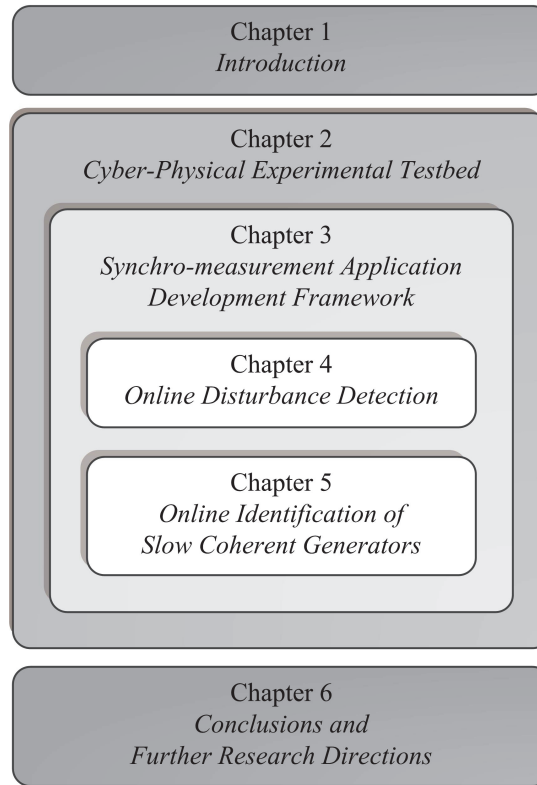 Chapter 1
Introduction
Chapter 2
Cyber-Physical Experimental Testbed
Chapter 3
Synchro-measurement Application
Development Framework
Chapter 4
Online Disturbance Detection
Chapter 5
Online Identification of
Slow Coherent Generators
Chapter 6
Conclusions and
Further Research Directions